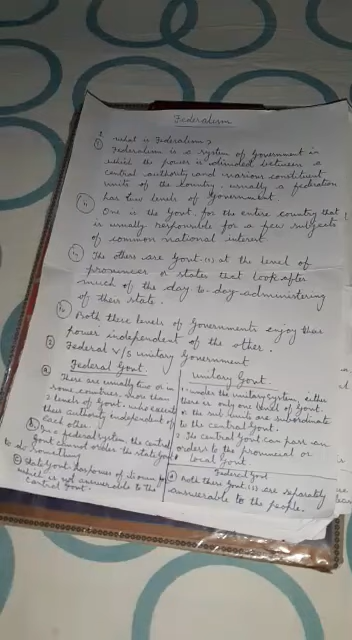 Federalism
1.
① What is Federalism?
Federalism is a system of Government in
which the power is divided between a
central authority and various constituent
units of the country. usually a federation
has two levels of Government.
One is the Govt. for the entire country that
is usually responsible for a few subjects
of common national interest.
The others are Govt.(s) at the level of
provinces or states that look after
much of the day-to-day administering
of their state.
Both these levels of Governments enjoy their
power independent of the other.
② Federal V/S unitary Government
Federal Govt.
ⓐ There are usually two or in
some countries, more than
2 levels of Govt. who execute
their authority independent of
each other.
ⓑ In a federal system, the central
Govt cannot order the state Govt
to do something
ⓒ State Govt. has powers of its own for
which it is not answerable to the
central Govt.
Unitary Govt.
1. under the unitary system, either
there is only one level of Govt.
or the sub units are subordinate
to the central Govt.
2 The central Govt can pass on
orders to the provincial or
local Govt
Federal Govt
ⓓ Both these Govt.(s) are separately
answerable to the people.